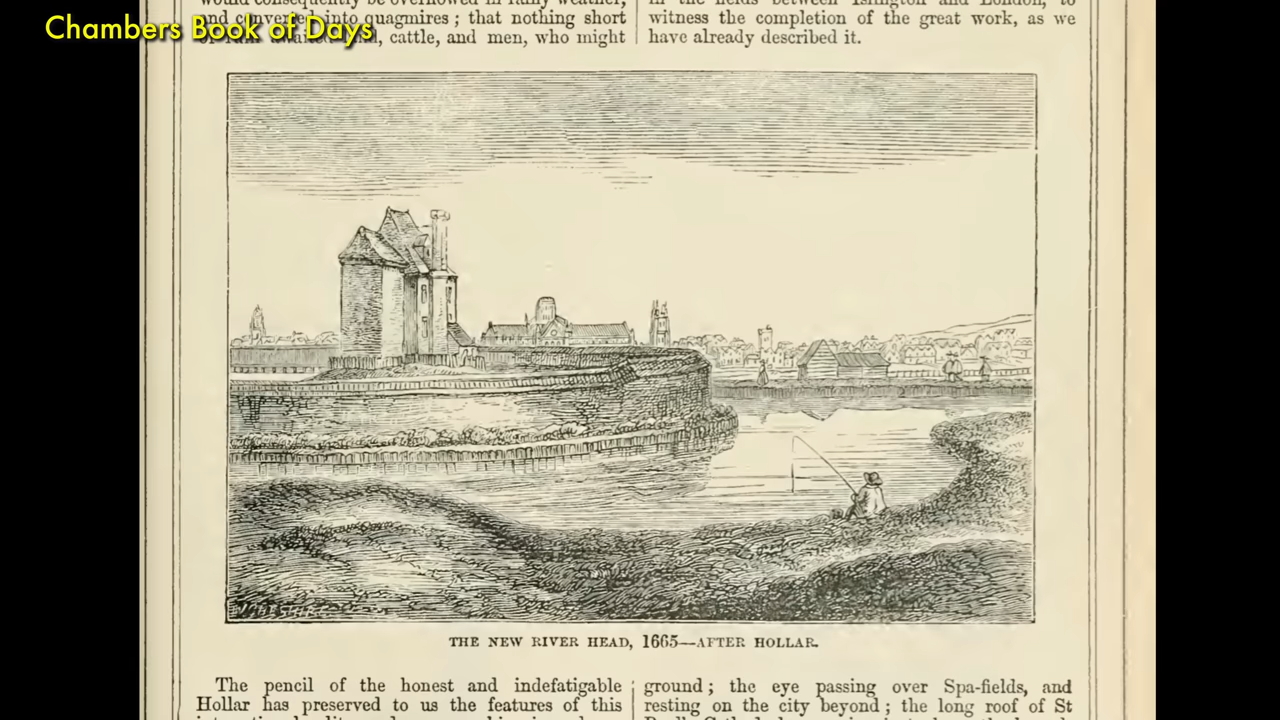 Chambers Book of Days
would consequently be overflowed in rainy weather,
and converted into quagmires ; that nothing short
cattle, and men, who might
in the fields between Islington and London, to
witness the completion of the great work, as we
have already described it.
THE NEW RIVER HEAD, 1665—AFTER HOLLAR.
The pencil of the honest and indefatigable
Hollar has preserved to us the features of this
ground ; the eye passing over Spa-fields, and
resting on the city beyond ; the long roof of St